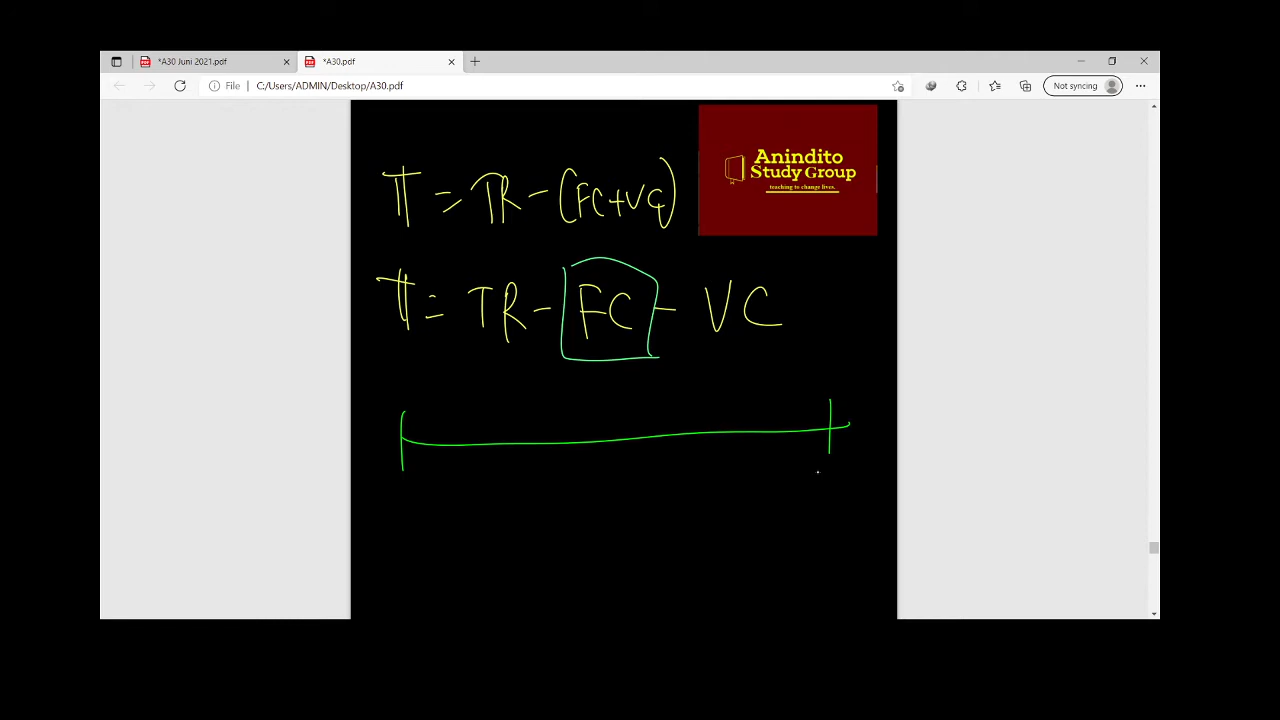 *A30 Juni 2021.pdf
*A30.pdf
File
C:/Users/ADMIN/Desktop/A30.pdf
Not syncing
Anindito
Study Group
teaching to change lives.
π = TR - (FC+VC)
π = TR - FC - VC